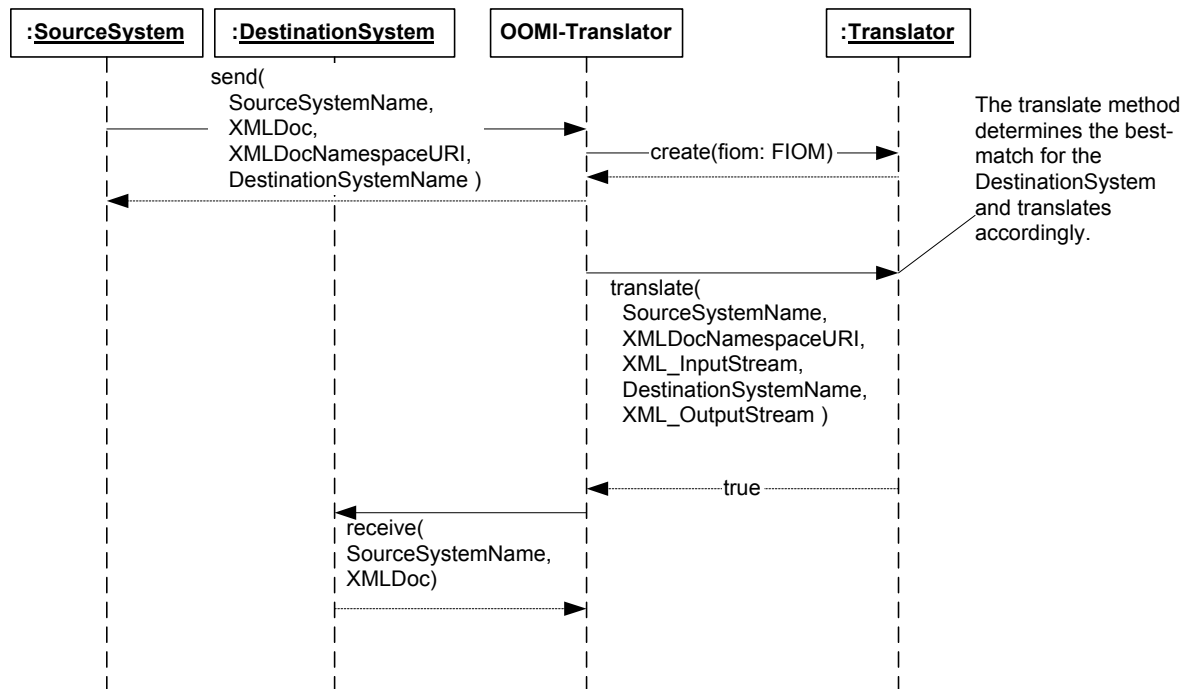 :SourceSystem
:DestinationSystem
OOMI-Translator
:Translator
send(
SourceSystemName,
XMLDoc,
XMLDocNamespaceURI,
DestinationSystemName )
create(fiom: FIOM)
The translate method
determines the best-
match for the
DestinationSystem
and translates
accordingly.
translate(
SourceSystemName,
XMLDocNamespaceURI,
XML_InputStream,
DestinationSystemName,
XML_OutputStream )
true
receive(
SourceSystemName,
XMLDoc)